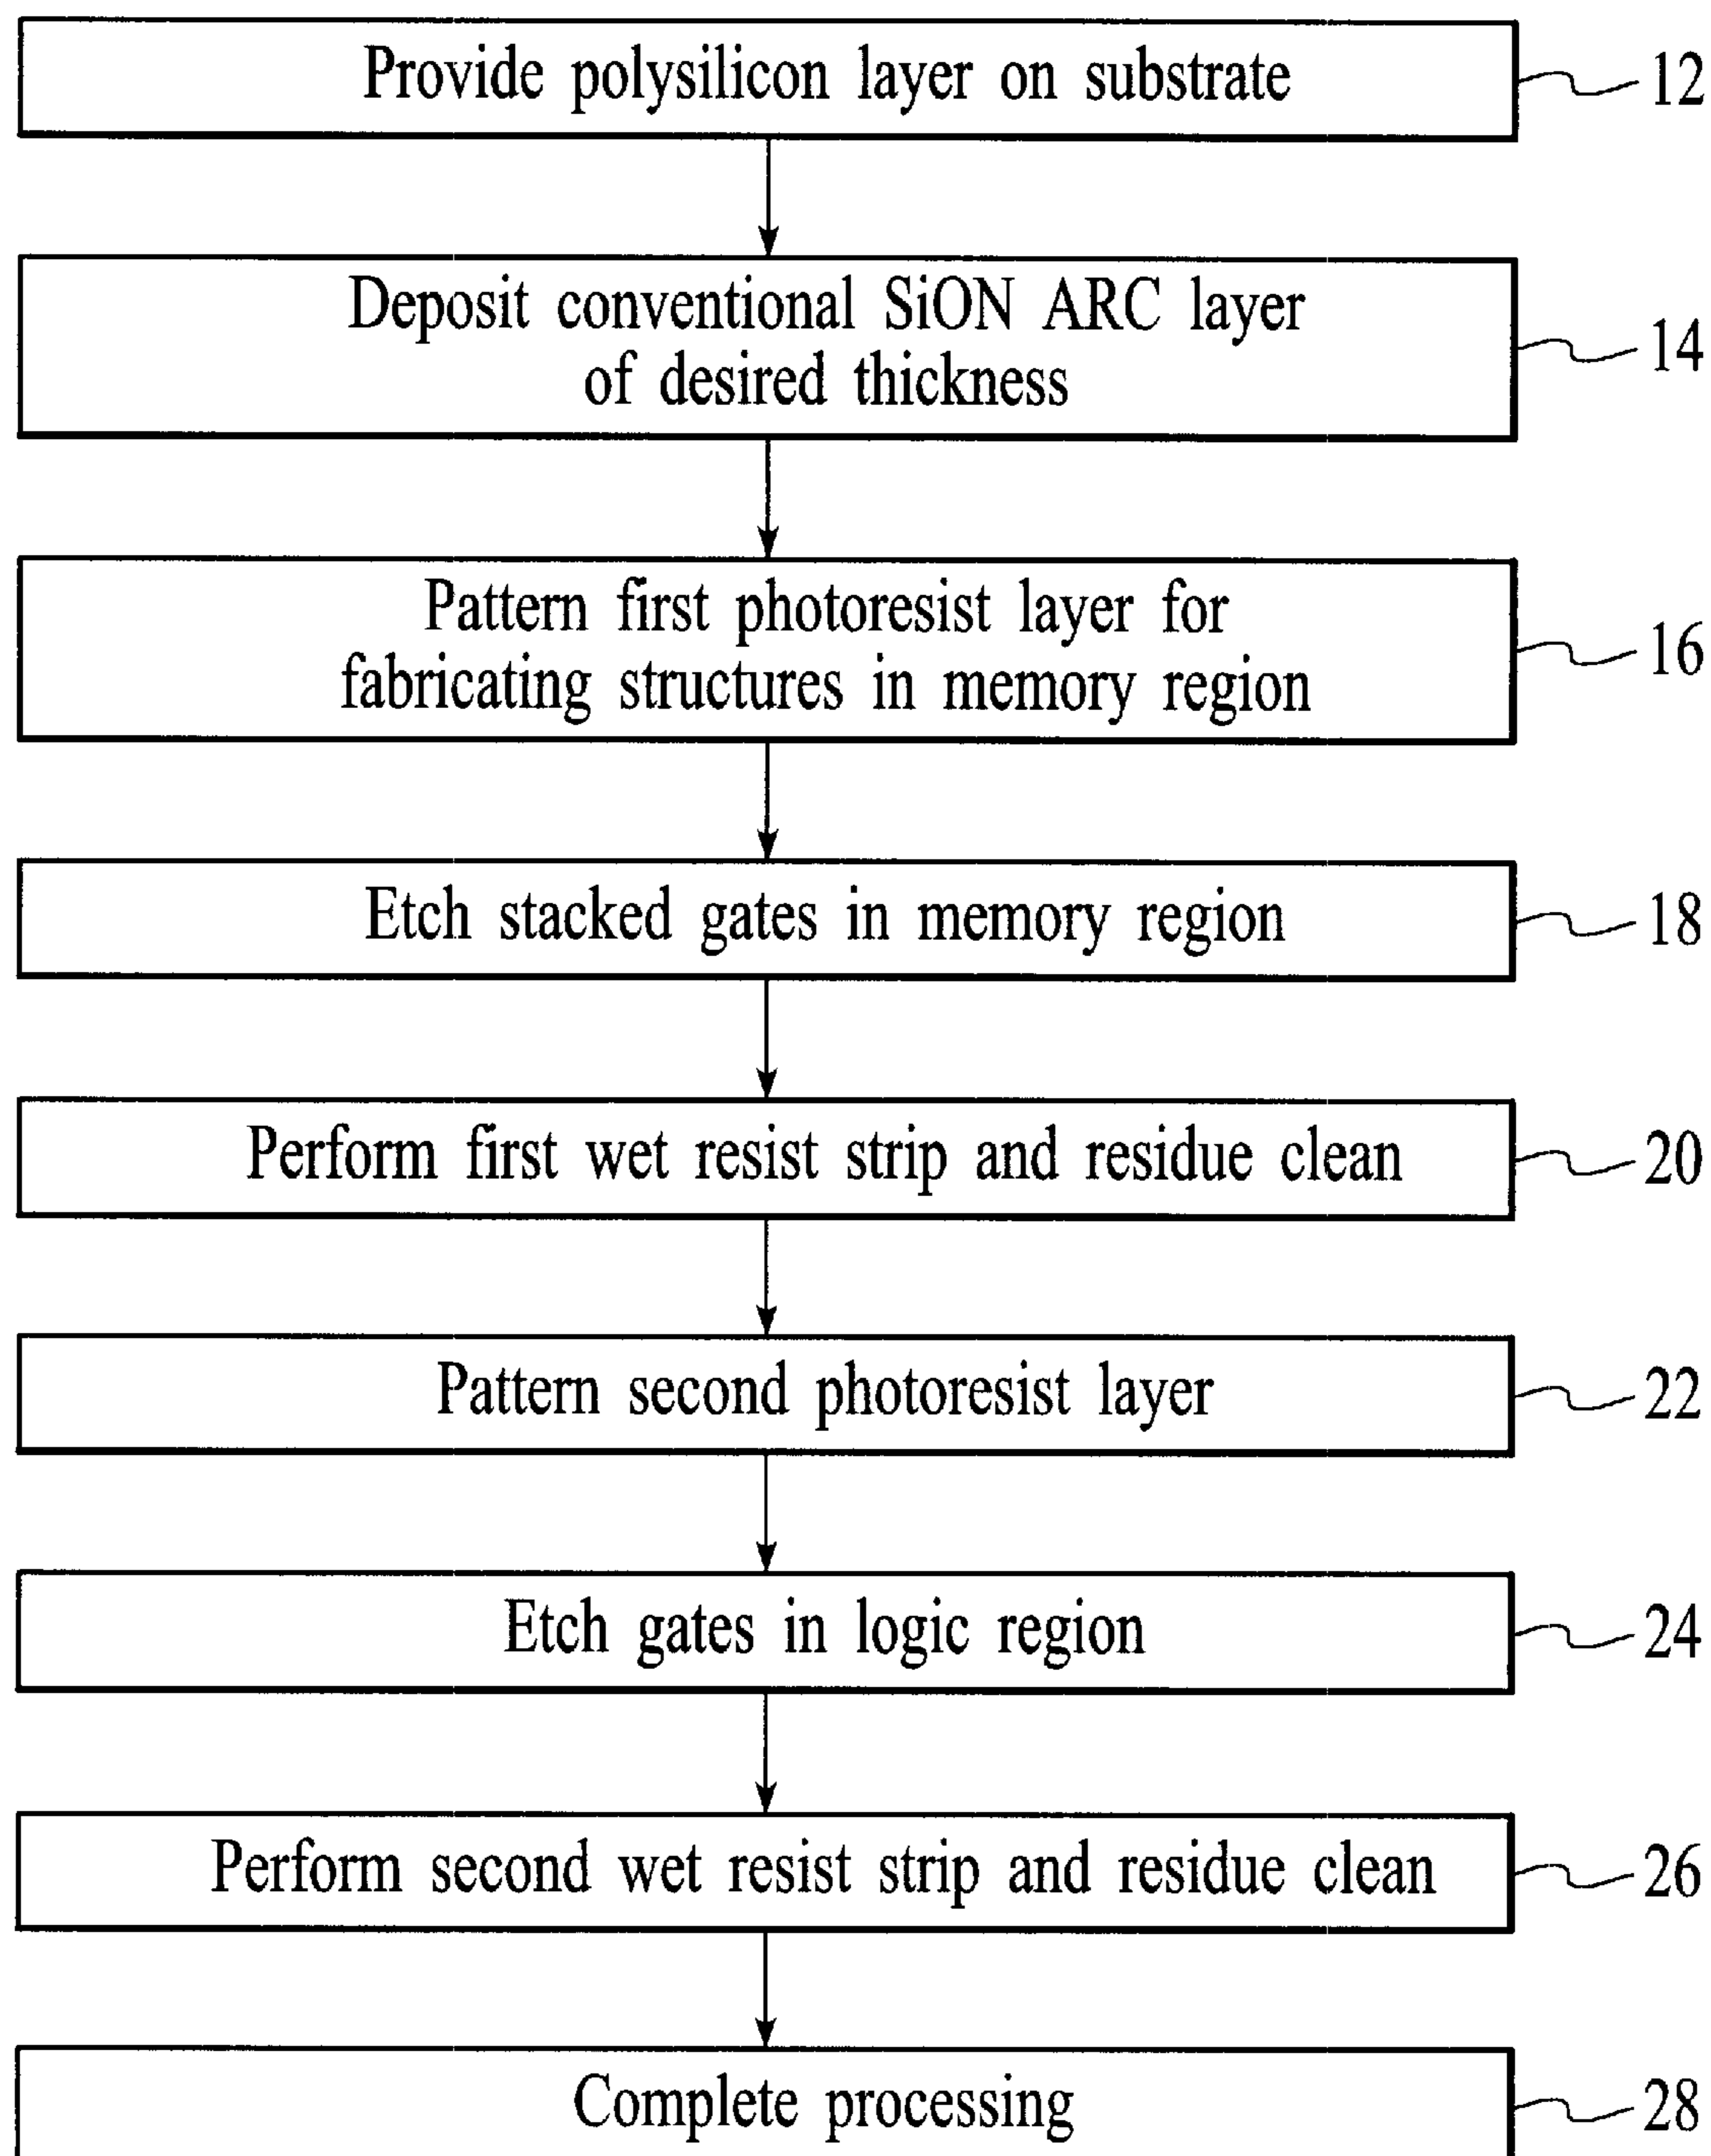 Provide polysilicon layer on substrate
12
Deposit conventional SiON ARC layer
of desired thickness
14
Pattern first photoresist layer for
fabricating structures in memory region
16
Etch stacked gates in memory region
18
Perform first wet resist strip and residue clean
20
Pattern second photoresist layer
22
Etch gates in logic region
24
Perform second wet resist strip and residue clean
26
Complete processing
28